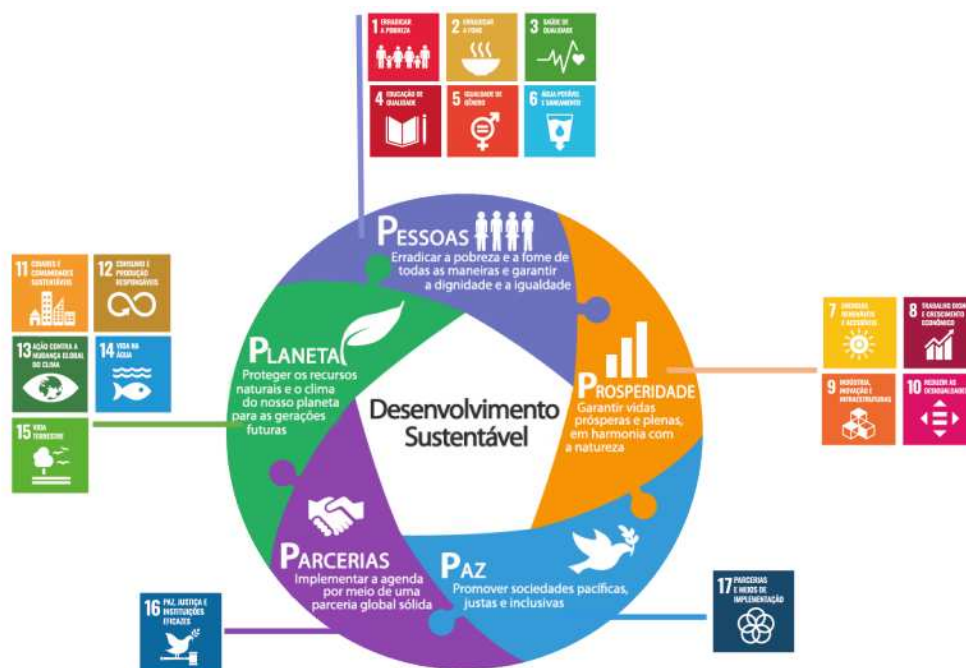 1 ERRADICAR
A POBREZA
2 ERRADICAR
A FOME
3 SAÚDE DE
QUALIDADE
4 EDUCAÇÃO DE
QUALIDADE
5 IGUALDADE DE
GÊNERO
6 ÁGUA POTÁVEL
E SANEAMENTO
PESSOAS
Erradicar a pobreza e a fome de
todas as maneiras e garantir
a dignidade e a igualdade
11 CIDADES E
COMUNIDADES
SUSTENTÁVEIS
12 CONSUMO E
PRODUÇÃO
RESPONSÁVEIS
13 AÇÃO CONTRA A
MUDANÇA GLOBAL
DO CLIMA
14 VIDA NA
ÁGUA
15 VIDA
TERRESTRE
PLANETA
Proteger os recursos
naturais e o clima
do nosso planeta
para as gerações
futuras
Desenvolvimento
Sustentável
PROSPERIDADE
Garantir vidas
prósperas e plenas,
em harmonia com
a natureza
7 ENERGIAS
RENOVÁVEIS
E ACESSÍVEIS
8 TRABALHO DIGN
E CRESCIMENTO
ECONÔMICO
9 INDÚSTRIA,
INOVAÇÃO E
INFRAESTRUTURAS
10 REDUZIR AS
DESIGUALDADES
PARCERIAS
Implementar a agenda
por meio de uma
parceria global sólida
PAZ
Promover sociedades pacíficas,
justas e inclusivas
16 PAZ, JUSTIÇA E
INSTITUIÇÕES
EFICAZES
17 PARCERIAS
E MEIOS DE
IMPLEMENTAÇÃO